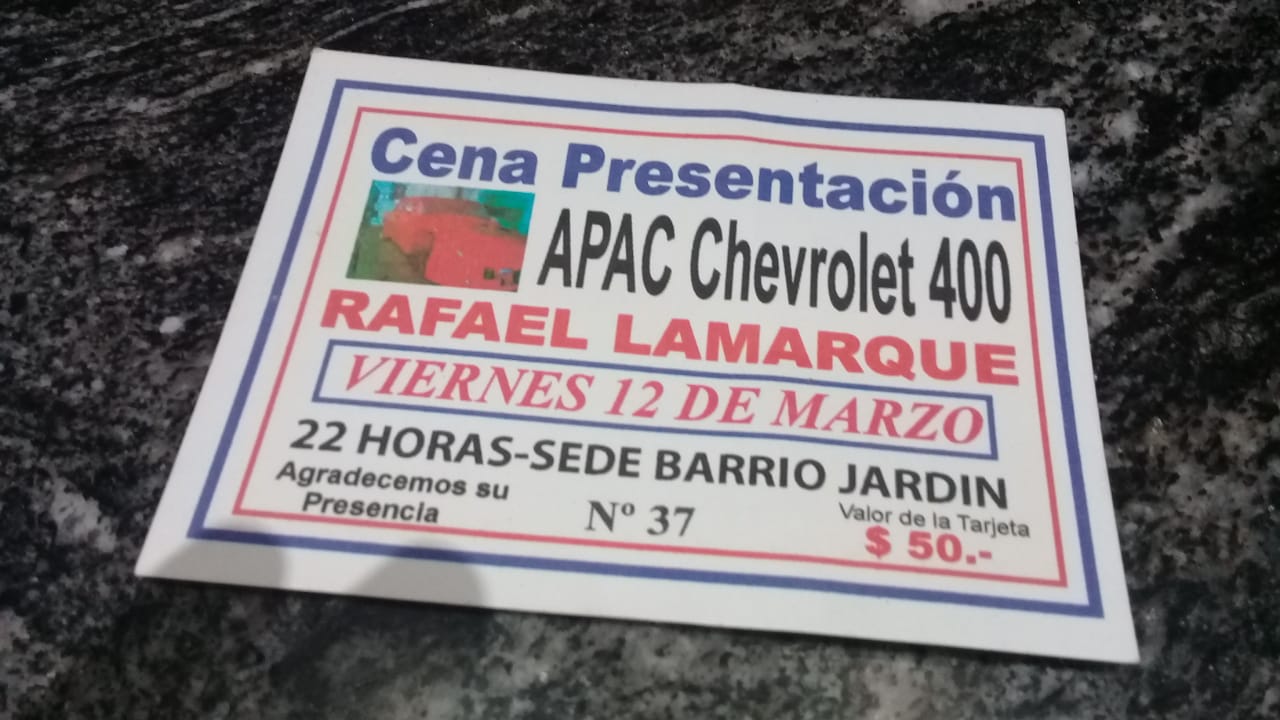 Cena Presentación
APAC Chevrolet 400
RAFAEL LAMARQUE
VIERNES 12 DE MARZO
22 HORAS-SEDE BARRIO JARDIN
Agradecemos su
Presencia
Nº 37
Valor de la Tarjeta
$ 50.-